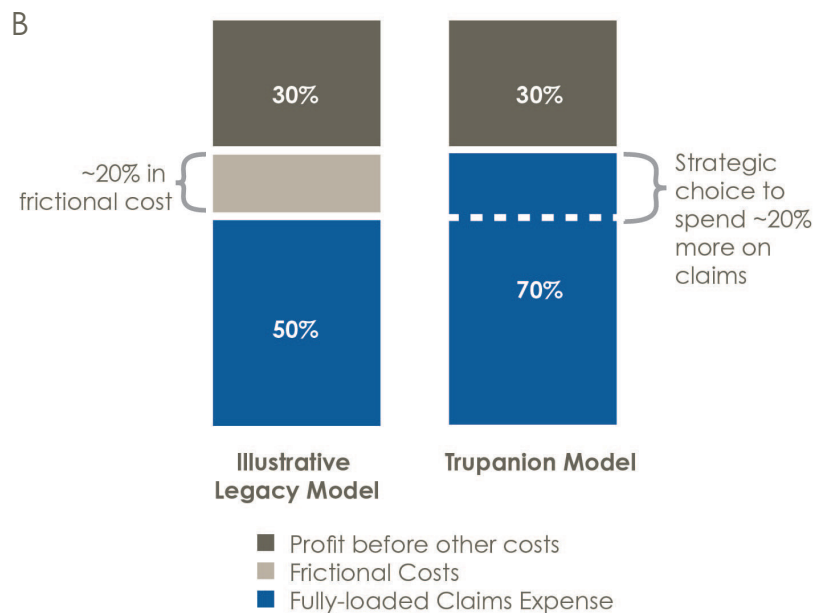 B
30%
30%
~20% in
frictional cost
Strategic
choice to
spend ~20%
more on
claims
50%
70%
Illustrative
Legacy Model
Trupanion Model
Profit before other costs
Frictional Costs
Fully-loaded Claims Expense